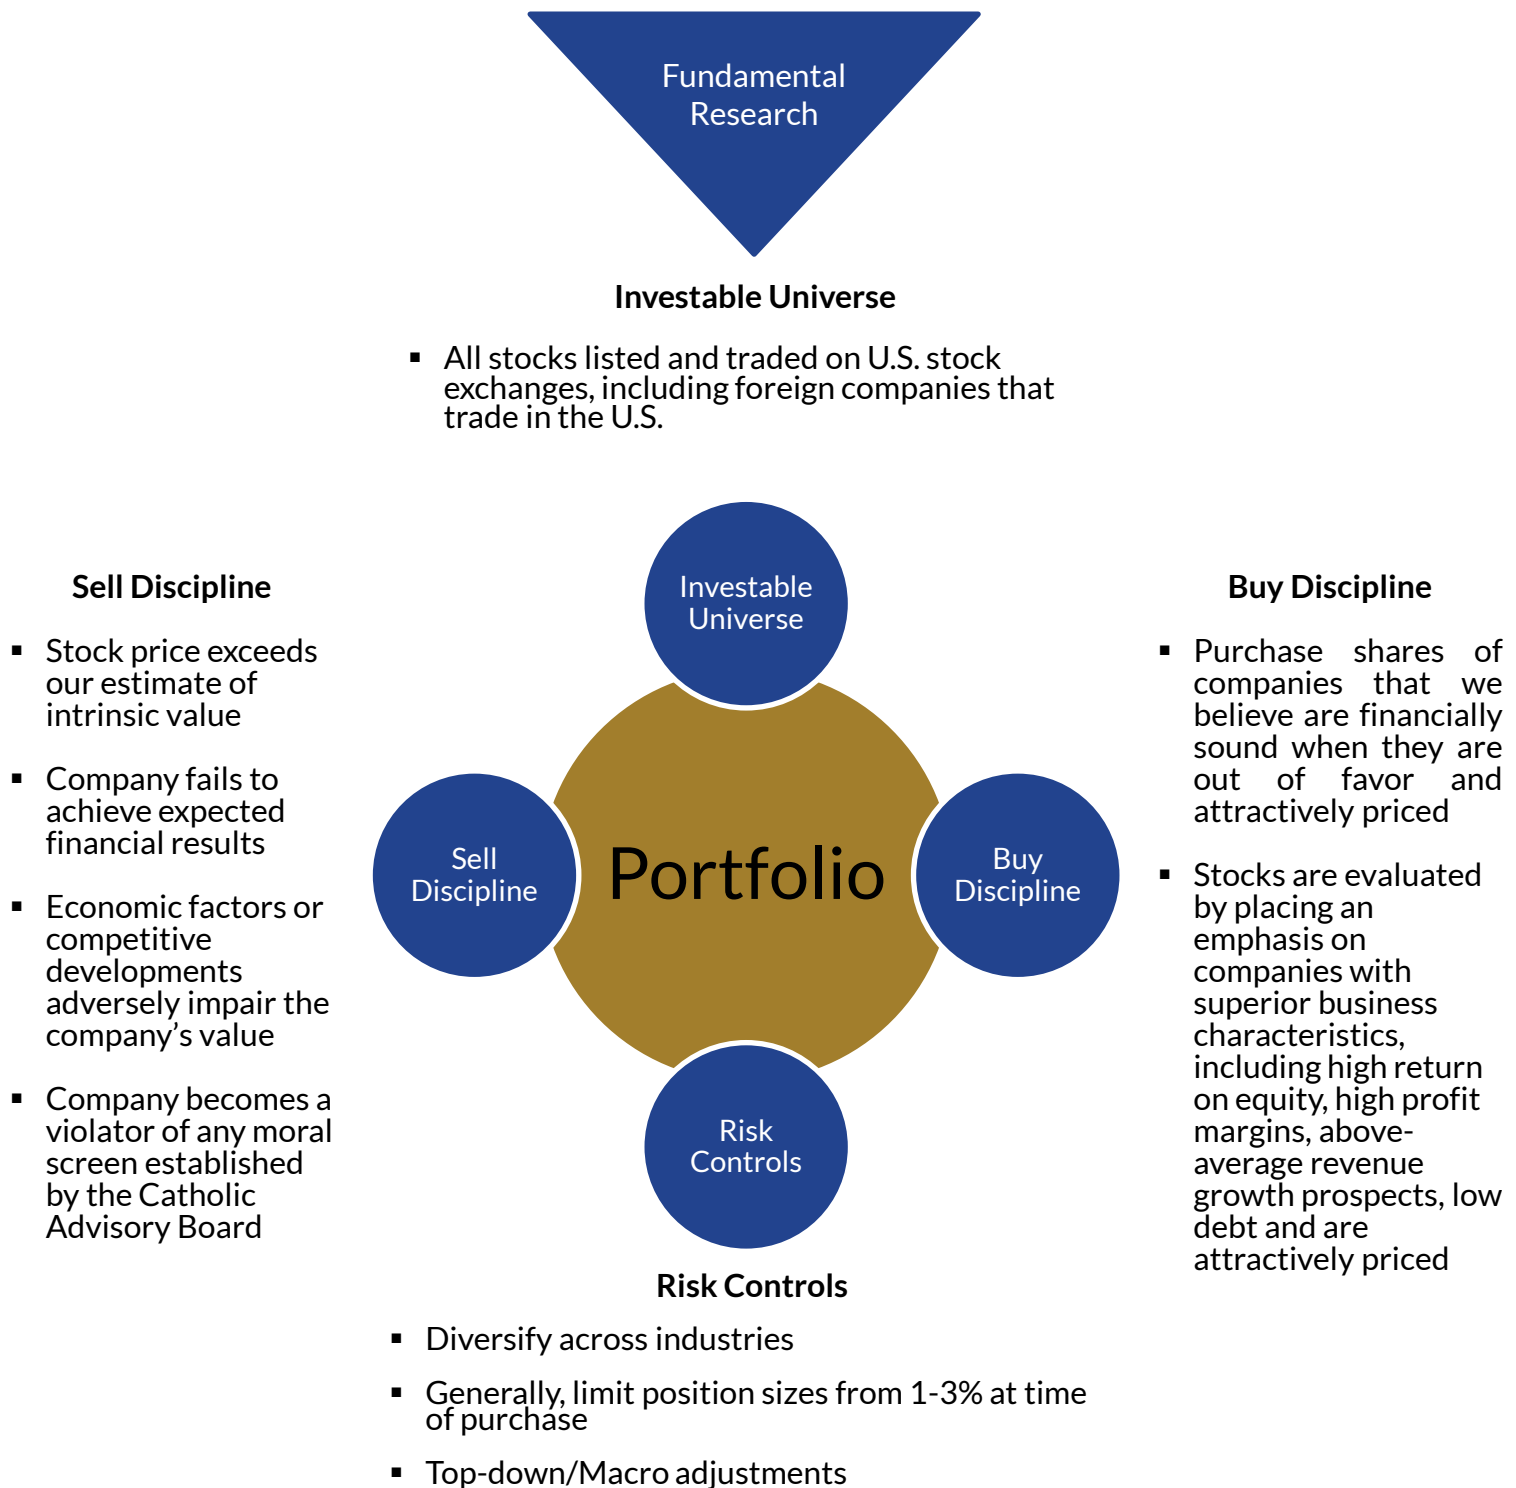 Fundamental
Research
Investable Universe
▪ All stocks listed and traded on U.S. stock
exchanges, including foreign companies that
trade in the U.S.
Investable
Universe
Sell Discipline
▪ Stock price exceeds
our estimate of
intrinsic value
▪ Company fails to
achieve expected
financial results
▪ Economic factors or
competitive
developments
adversely impair the
company’s value
▪ Company becomes a
violator of any moral
screen established
by the Catholic
Advisory Board
Sell
Discipline
Portfolio
Buy
Discipline
Buy Discipline
▪ Purchase shares of
companies that we
believe are financially
sound when they are
out of favor and
attractively priced
▪ Stocks are evaluated
by placing an
emphasis on
companies with
superior business
characteristics,
including high return
on equity, high profit
margins, above-
average revenue
growth prospects, low
debt and are
attractively priced
Risk
Controls
Risk Controls
▪ Diversify across industries
▪ Generally, limit position sizes from 1-3% at time
of purchase
▪ Top-down/Macro adjustments